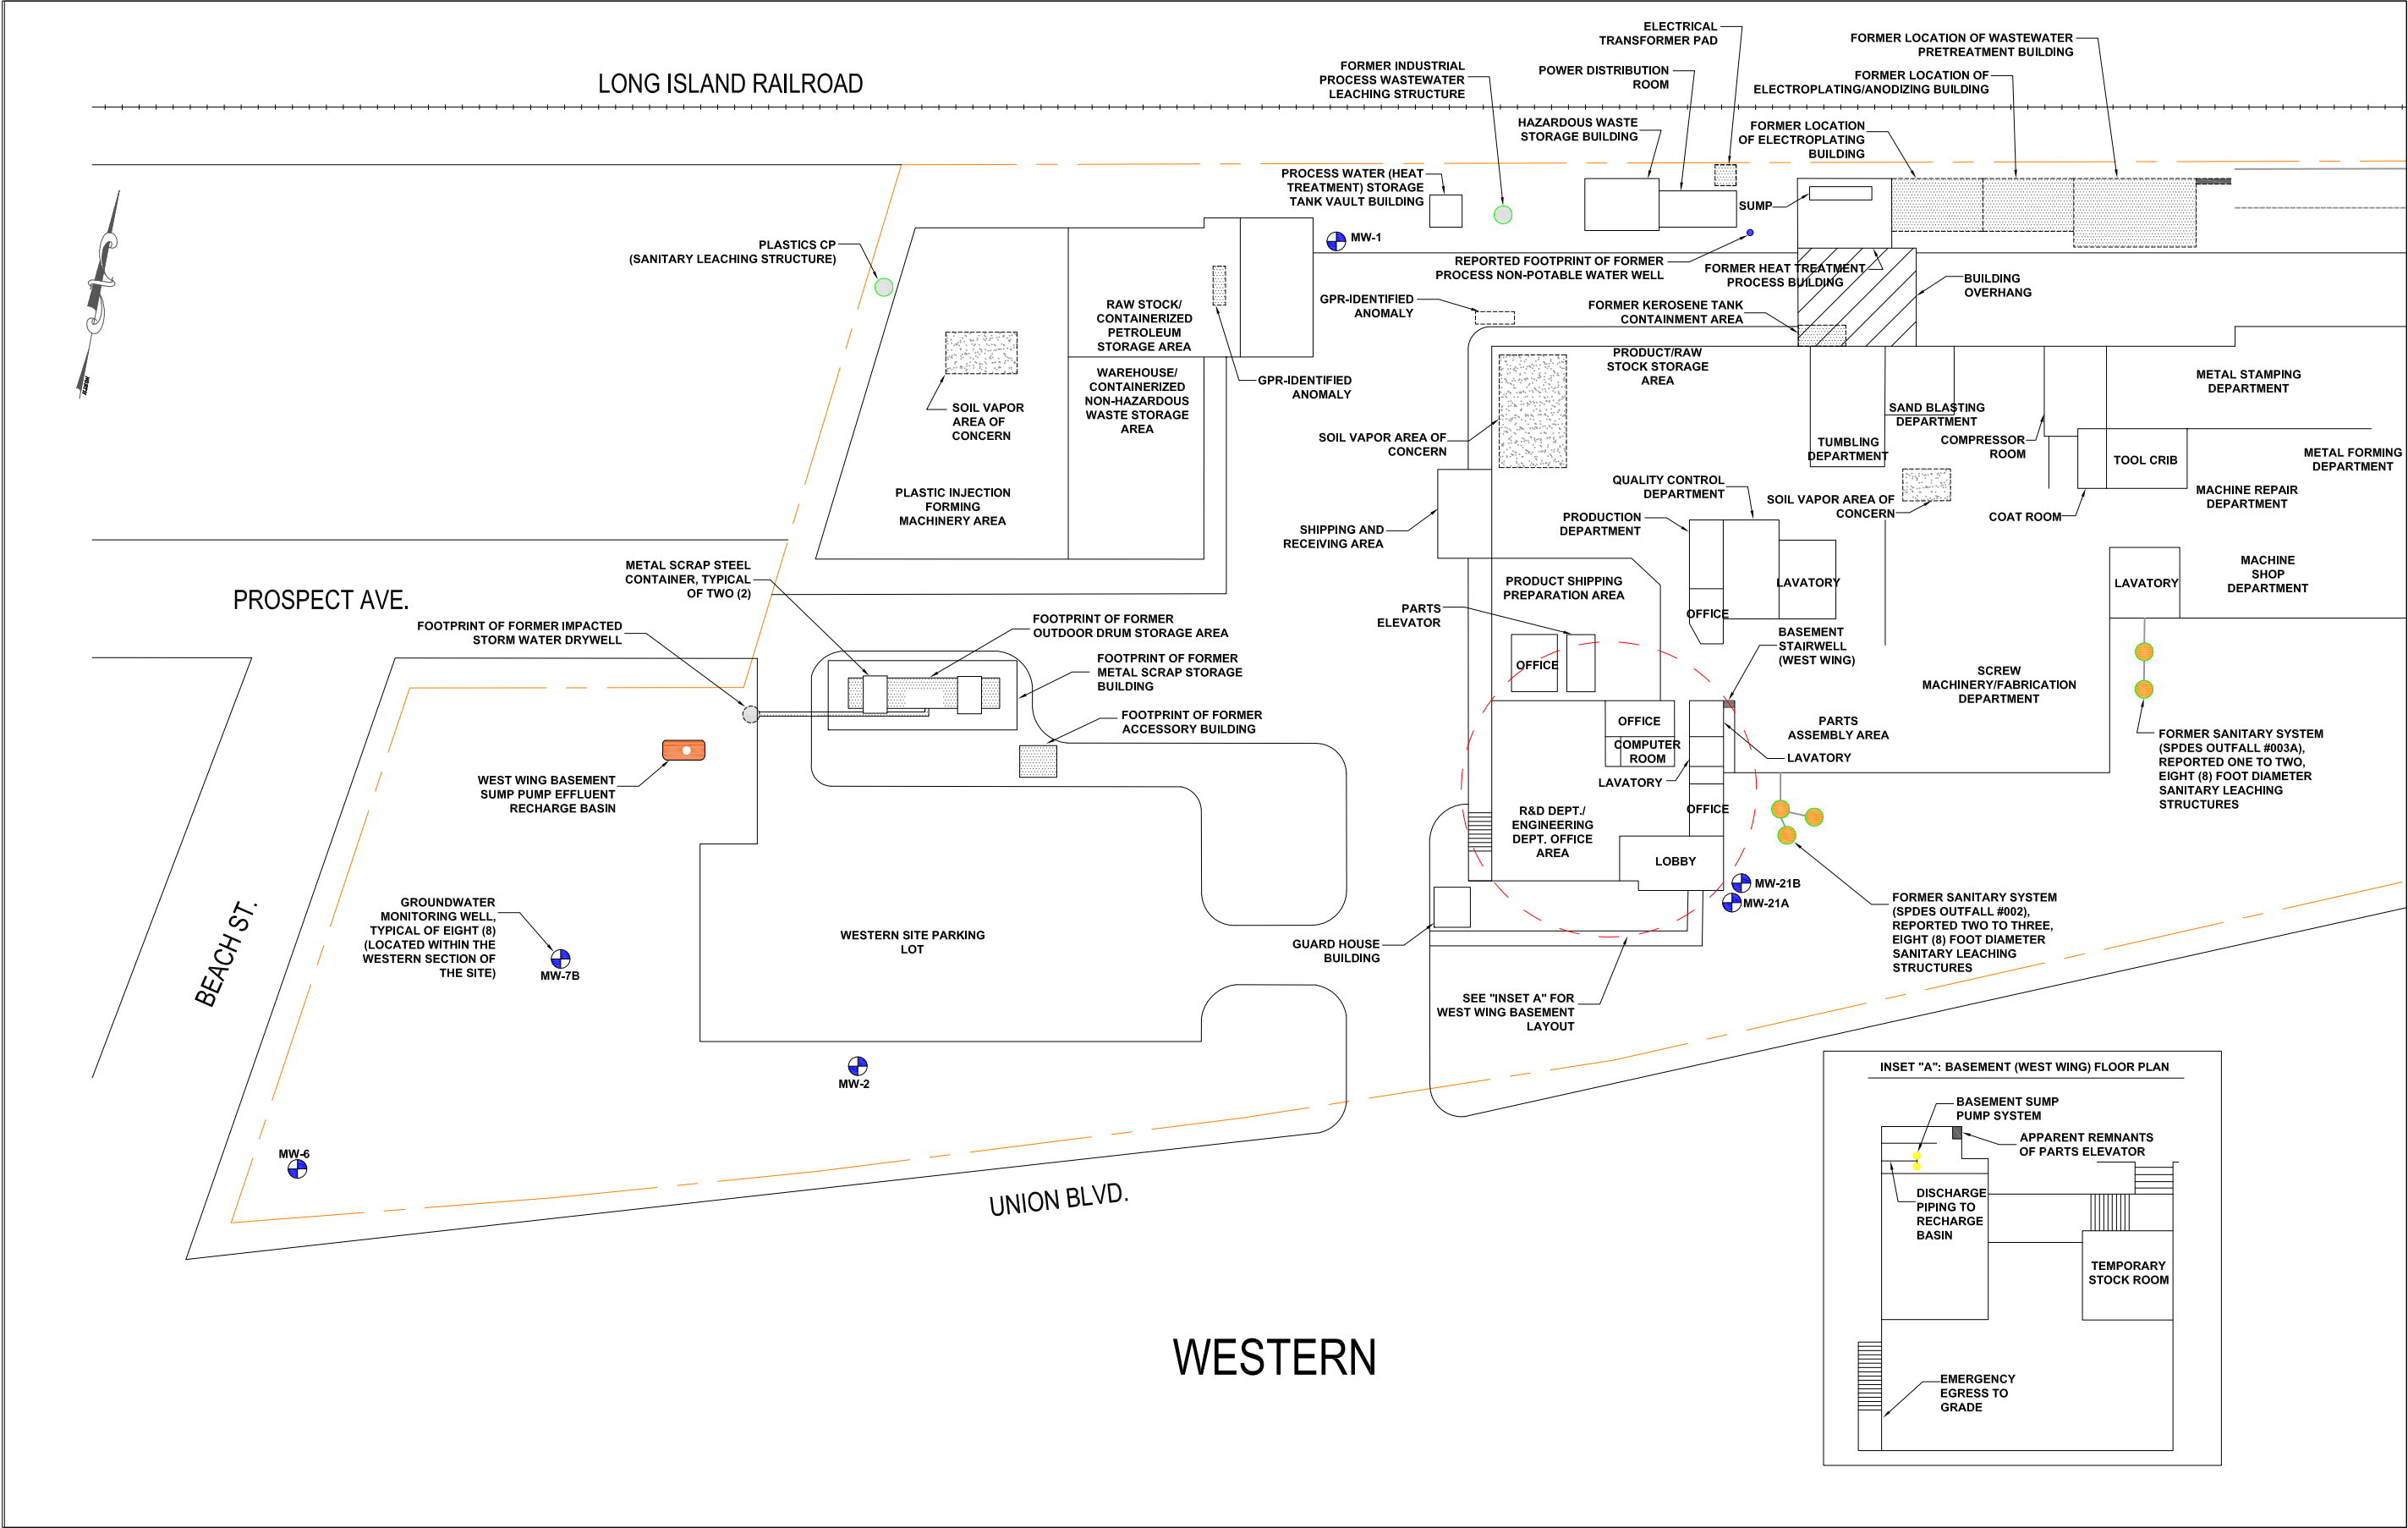 LONG ISLAND RAILROAD
ELECTRICAL
TRANSFORMER PAD
FORMER LOCATION OF WASTEWATER
PRETREATMENT BUILDING
FORMER INDUSTRIAL
PROCESS WASTEWATER
LEACHING STRUCTURE
POWER DISTRIBUTION
ROOM
FORMER LOCATION OF
ELECTROPLATING/ANODIZING BUILDING
HAZARDOUS WASTE
STORAGE BUILDING
FORMER LOCATION
OF ELECTROPLATING
BUILDING
PROCESS WATER (HEAT
TREATMENT) STORAGE
TANK VAULT BUILDING
SUMP
PLASTICS CP
(SANITARY LEACHING STRUCTURE)
MW-1
REPORTED FOOTPRINT OF FORMER
PROCESS NON-POTABLE WATER WELL
FORMER HEAT TREATMENT
PROCESS BUILDING
BUILDING
OVERHANG
RAW STOCK/
CONTAINERIZED
PETROLEUM
STORAGE AREA
GPR-IDENTIFIED
ANOMALY
FORMER KEROSENE TANK
CONTAINMENT AREA
WAREHOUSE/
CONTAINERIZED
NON-HAZARDOUS
WASTE STORAGE
AREA
GPR-IDENTIFIED
ANOMALY
PRODUCT/RAW
STOCK STORAGE
AREA
METAL STAMPING
DEPARTMENT
SOIL VAPOR
AREA OF
CONCERN
SAND BLASTING
DEPARTMENT
SOIL VAPOR AREA OF
CONCERN
TUMBLING
DEPARTMENT
COMPRESSOR
ROOM
TOOL CRIB
METAL FORMING
DEPARTMENT
PLASTIC INJECTION
FORMING
MACHINERY AREA
QUALITY CONTROL
DEPARTMENT
SOIL VAPOR AREA OF
CONCERN
MACHINE REPAIR
DEPARTMENT
COAT ROOM
SHIPPING AND
RECEIVING AREA
PRODUCTION
DEPARTMENT
METAL SCRAP STEEL
CONTAINER, TYPICAL
OF TWO (2)
PRODUCT SHIPPING
PREPARATION AREA
LAVATORY
LAVATORY
MACHINE
SHOP
DEPARTMENT
PROSPECT AVE.
FOOTPRINT OF FORMER IMPACTED
STORM WATER DRYWELL
FOOTPRINT OF FORMER
OUTDOOR DRUM STORAGE AREA
PARTS
ELEVATOR
OFFICE
BASEMENT
STAIRWELL
(WEST WING)
FOOTPRINT OF FORMER
METAL SCRAP STORAGE
BUILDING
OFFICE
SCREW
MACHINERY/FABRICATION
DEPARTMENT
FOOTPRINT OF FORMER
ACCESSORY BUILDING
OFFICE
PARTS
ASSEMBLY AREA
COMPUTER
ROOM
LAVATORY
FORMER SANITARY SYSTEM
(SPDES OUTFALL #003A),
REPORTED ONE TO TWO,
EIGHT (8) FOOT DIAMETER
SANITARY LEACHING
STRUCTURES
WEST WING BASEMENT
SUMP PUMP EFFLUENT
RECHARGE BASIN
LAVATORY
R&D DEPT./
ENGINEERING
DEPT. OFFICE
AREA
OFFICE
LOBBY
MW-21B
MW-21A
GROUNDWATER
MONITORING WELL,
TYPICAL OF EIGHT (8)
(LOCATED WITHIN THE
WESTERN SECTION OF
THE SITE)
MW-7B
BEACH ST.
WESTERN SITE PARKING
LOT
GUARD HOUSE
BUILDING
FORMER SANITARY SYSTEM
(SPDES OUTFALL #002),
REPORTED TWO TO THREE,
EIGHT (8) FOOT DIAMETER
SANITARY LEACHING
STRUCTURES
SEE "INSET A" FOR
WEST WING BASEMENT
LAYOUT
MW-2
MW-6
UNION BLVD.
INSET "A": BASEMENT (WEST WING) FLOOR PLAN
BASEMENT SUMP
PUMP SYSTEM
APPARENT REMNANTS
OF PARTS ELEVATOR
DISCHARGE
PIPING TO
RECHARGE
BASIN
TEMPORARY
STOCK ROOM
EMERGENCY
EGRESS TO
GRADE
WESTERN